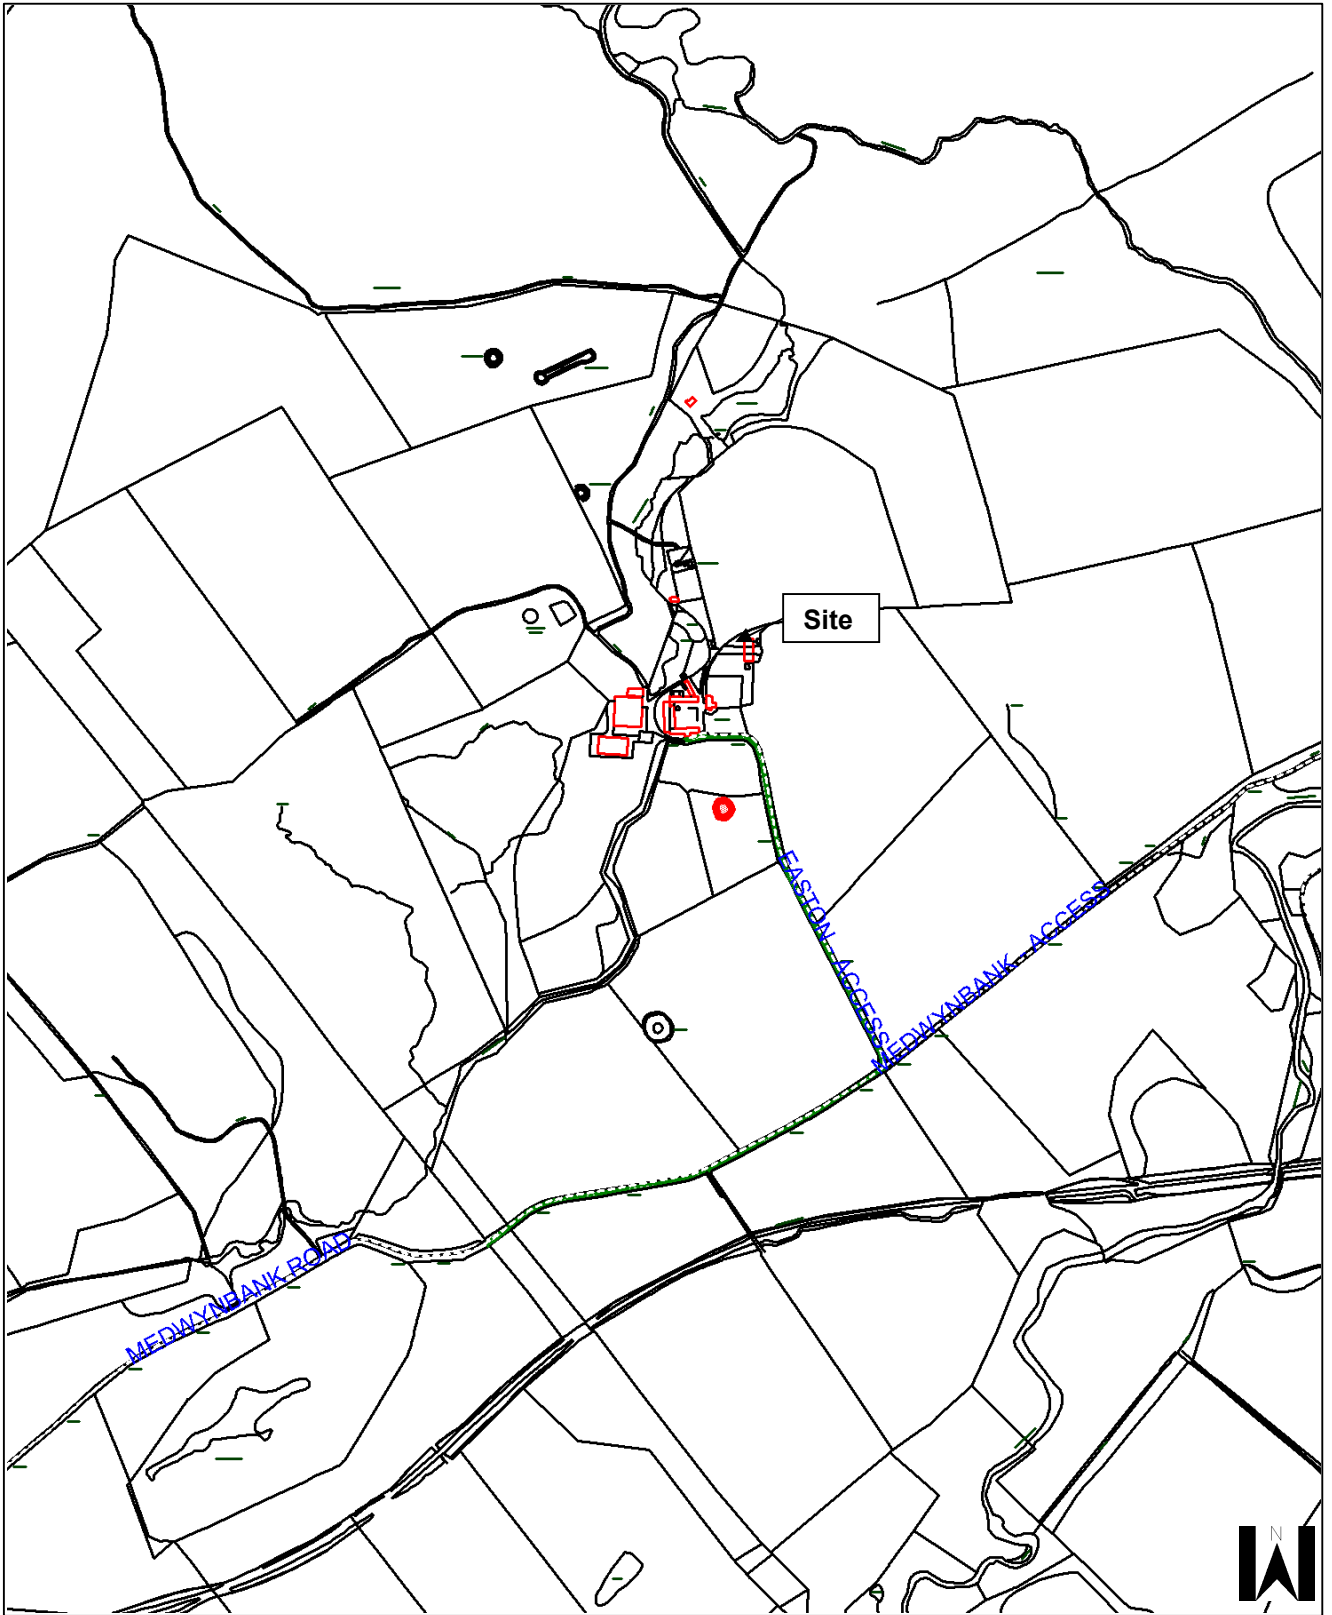 Site
EASTON - ACCESS
MEDWYNBANK - ACCESS
MEDWYNBANK ROAD
N